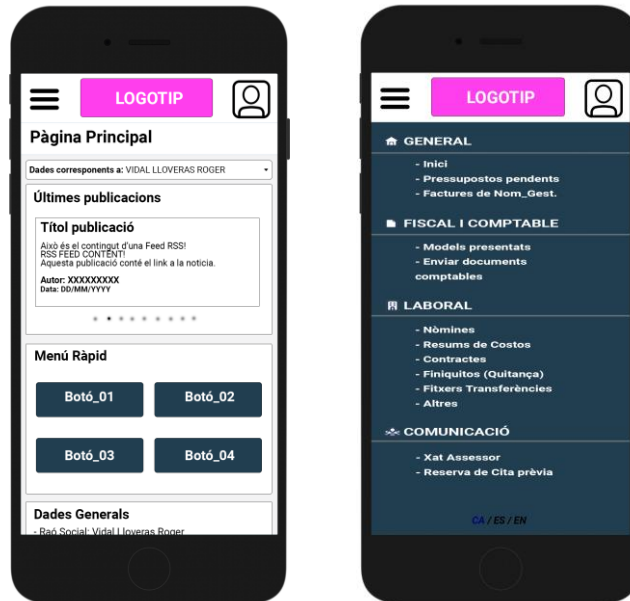 LOGOTIP
Pàgina Principal
Dades corresponents a: VIDAL LLOVERAS ROGER
Últimes publicacions
Títol publicació
Això és el contingut d'una Feed RSS!
RSS FEED CONTENT!
Aquesta publicació conté el link a la noticia.
Autor: XXXXXXXXX
Data: DD/MM/YYYY
Menú Ràpid
Botó_01 Botó_02
Botó_03 Botó_04
Dades Generals
- Raó Social: Vidal Lloveras Roger
LOGOTIP
GENERAL
- Inici
- Pressupostos pendents
- Factures de Nom_Gest.
FISCAL I COMPTABLE
- Models presentats
- Enviar documents
comptables
LABORAL
- Nòmines
- Resums de Costos
- Contractes
- Finiquitos (Quitança)
- Fitxers Transferències
- Altres
COMUNICACIÓ
- Xat Assessor
- Reserva de Cita prèvia
CA / ES / EN